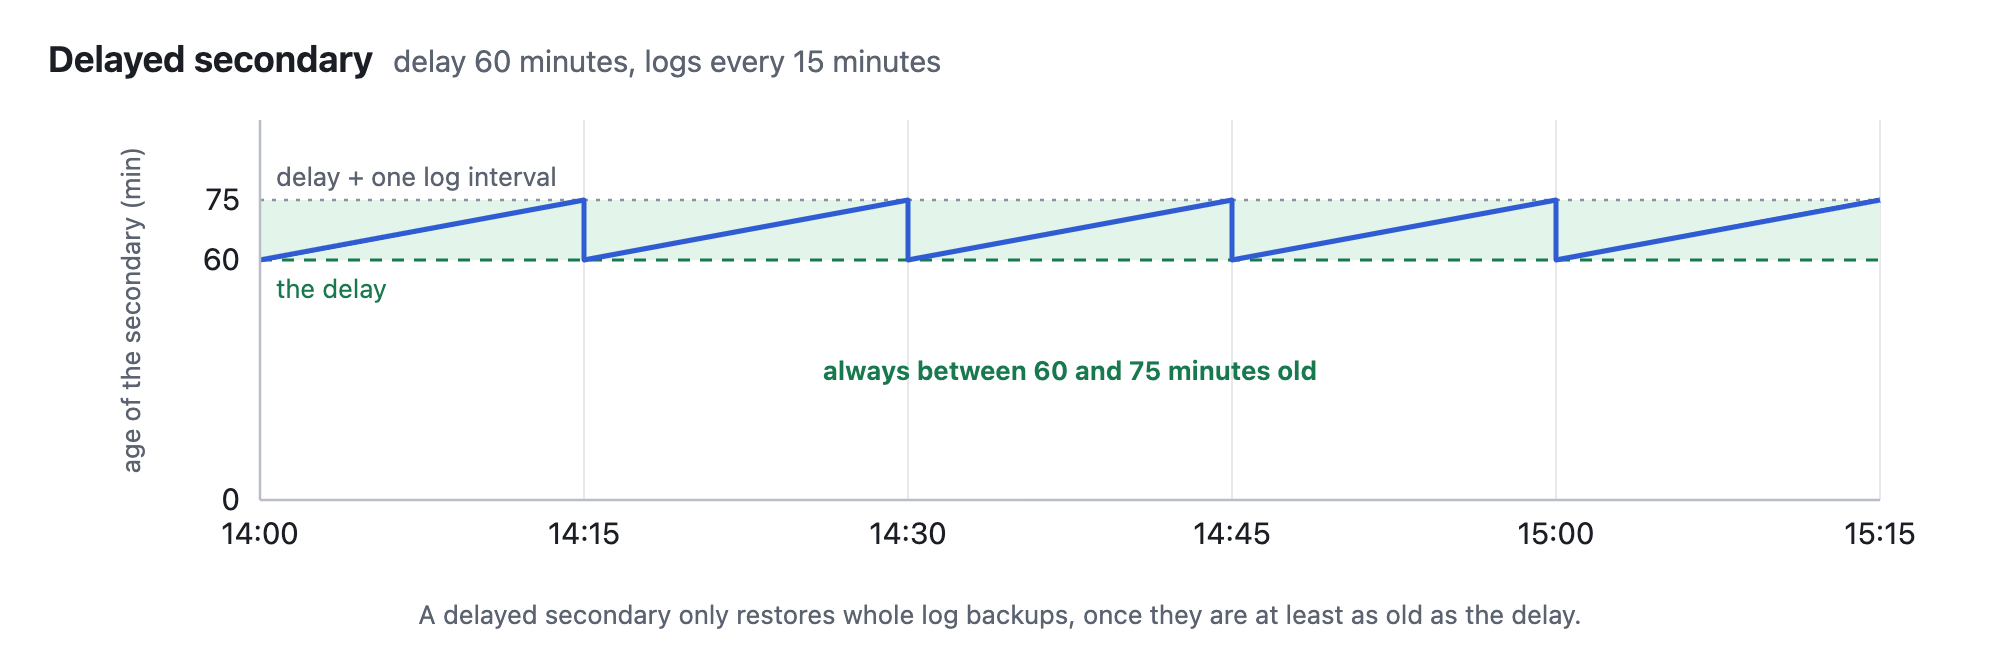 Delayed secondary delay 60 minutes, logs every 15 minutes
age of the secondary (min)
delay + one log interval
75
60
the delay
always between 60 and 75 minutes old
0
14:00 14:15 14:30 14:45 15:00 15:15
A delayed secondary only restores whole log backups, once they are at least as old as the delay.